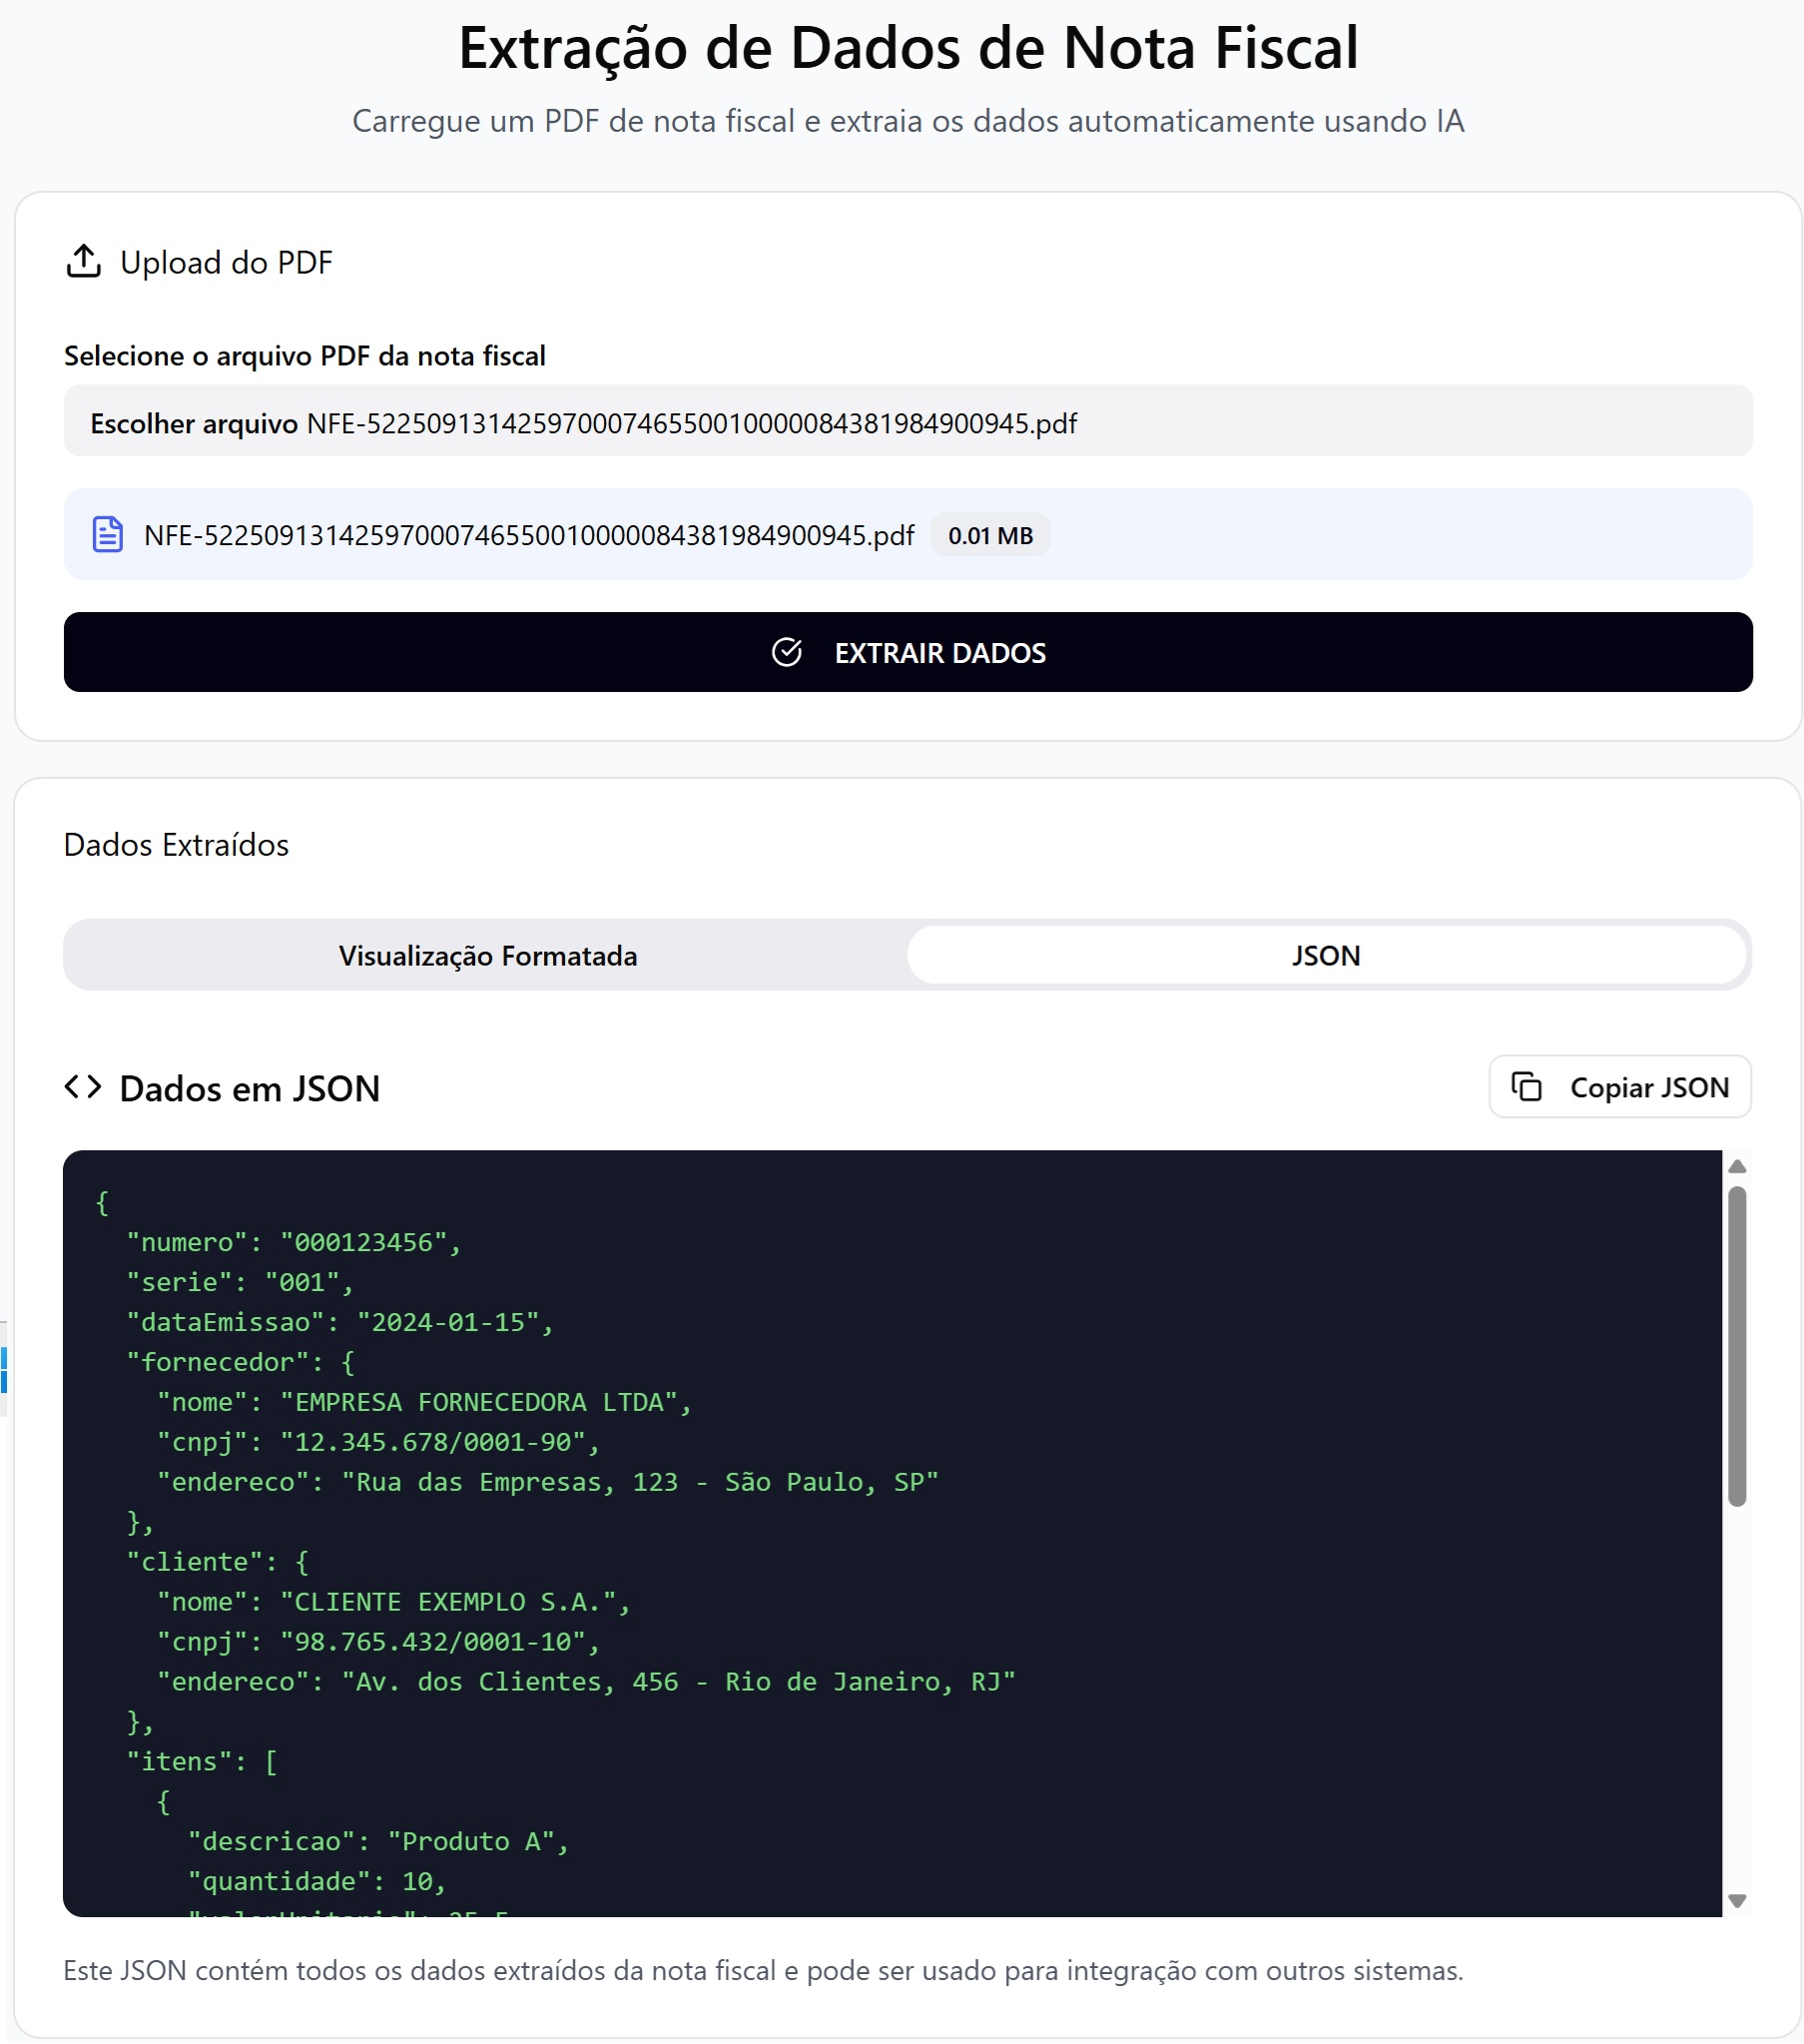 Extração de Dados de Nota Fiscal
Carregue um PDF de nota fiscal e extraia os dados automaticamente usando IA
Upload do PDF
Selecione o arquivo PDF da nota fiscal
Escolher arquivo NFE-52250913142597000746550010000084381984900945.pdf
NFE-52250913142597000746550010000084381984900945.pdf 0.01 MB
EXTRAIR DADOS
Dados Extraídos
Visualização Formatada JSON
<> Dados em JSON Copiar JSON
{
"numero": "000123456",
"serie": "001",
"dataEmissao": "2024-01-15",
"fornecedor": {
"nome": "EMPRESA FORNECEDORA LTDA",
"cnpj": "12.345.678/0001-90",
"endereco": "Rua das Empresas, 123 - São Paulo, SP"
},
"cliente": {
"nome": "CLIENTE EXEMPLO S.A.",
"cnpj": "98.765.432/0001-10",
"endereco": "Av. dos Clientes, 456 - Rio de Janeiro, RJ"
},
"itens": [
{
"descricao": "Produto A",
"quantidade": 10,
Este JSON contém todos os dados extraídos da nota fiscal e pode ser usado para integração com outros sistemas.